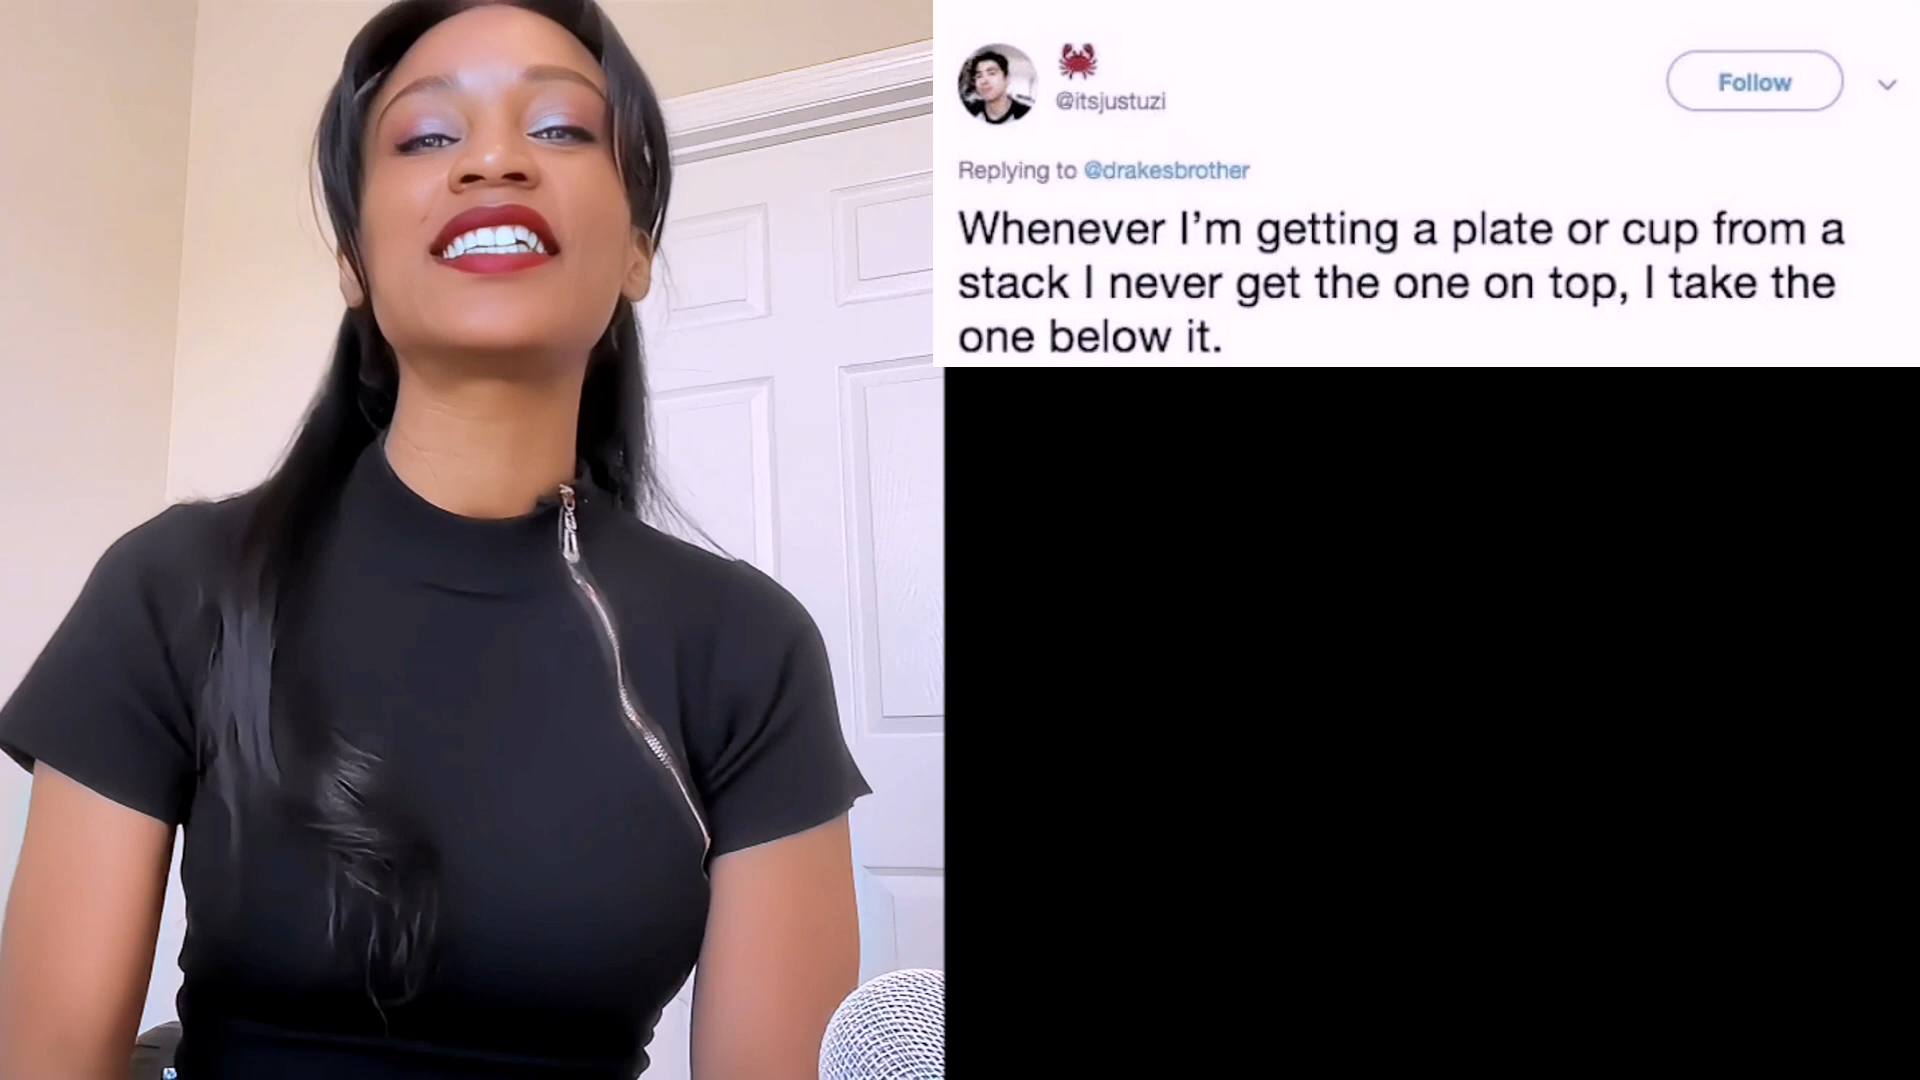 🦀
@itsjustuzi
Follow
Replying to @drakesbrother
Whenever I’m getting a plate or cup from a
stack I never get the one on top, I take the
one below it.